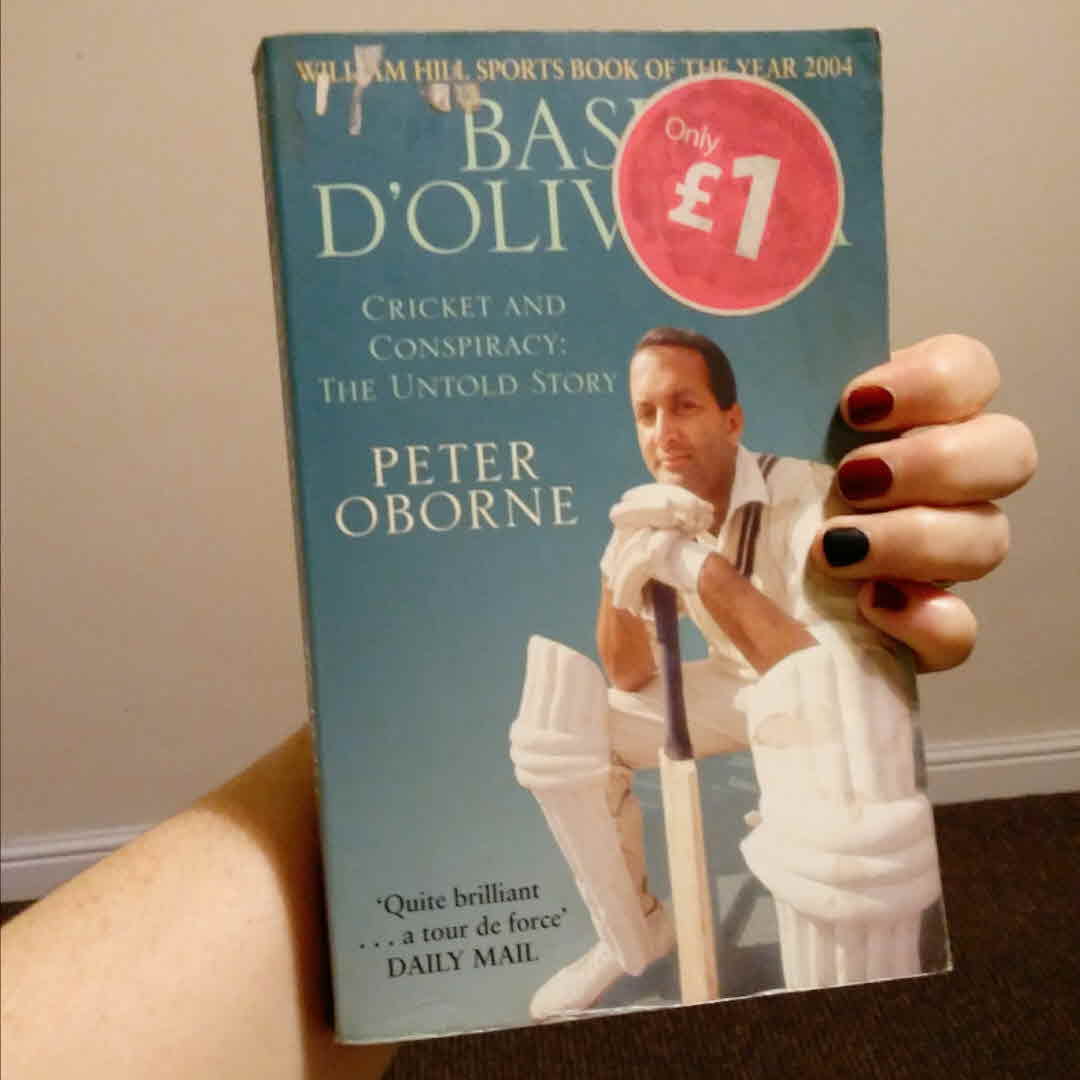 WILLIAM HILL SPORTS BOOK OF THE YEAR 2004
BAS
D'OLIV A
Only
£1
CRICKET AND
CONSPIRACY:
THE UNTOLD STORY
PETER
OBORNE
'Quite brilliant
... a tour de force'
DAILY MAIL